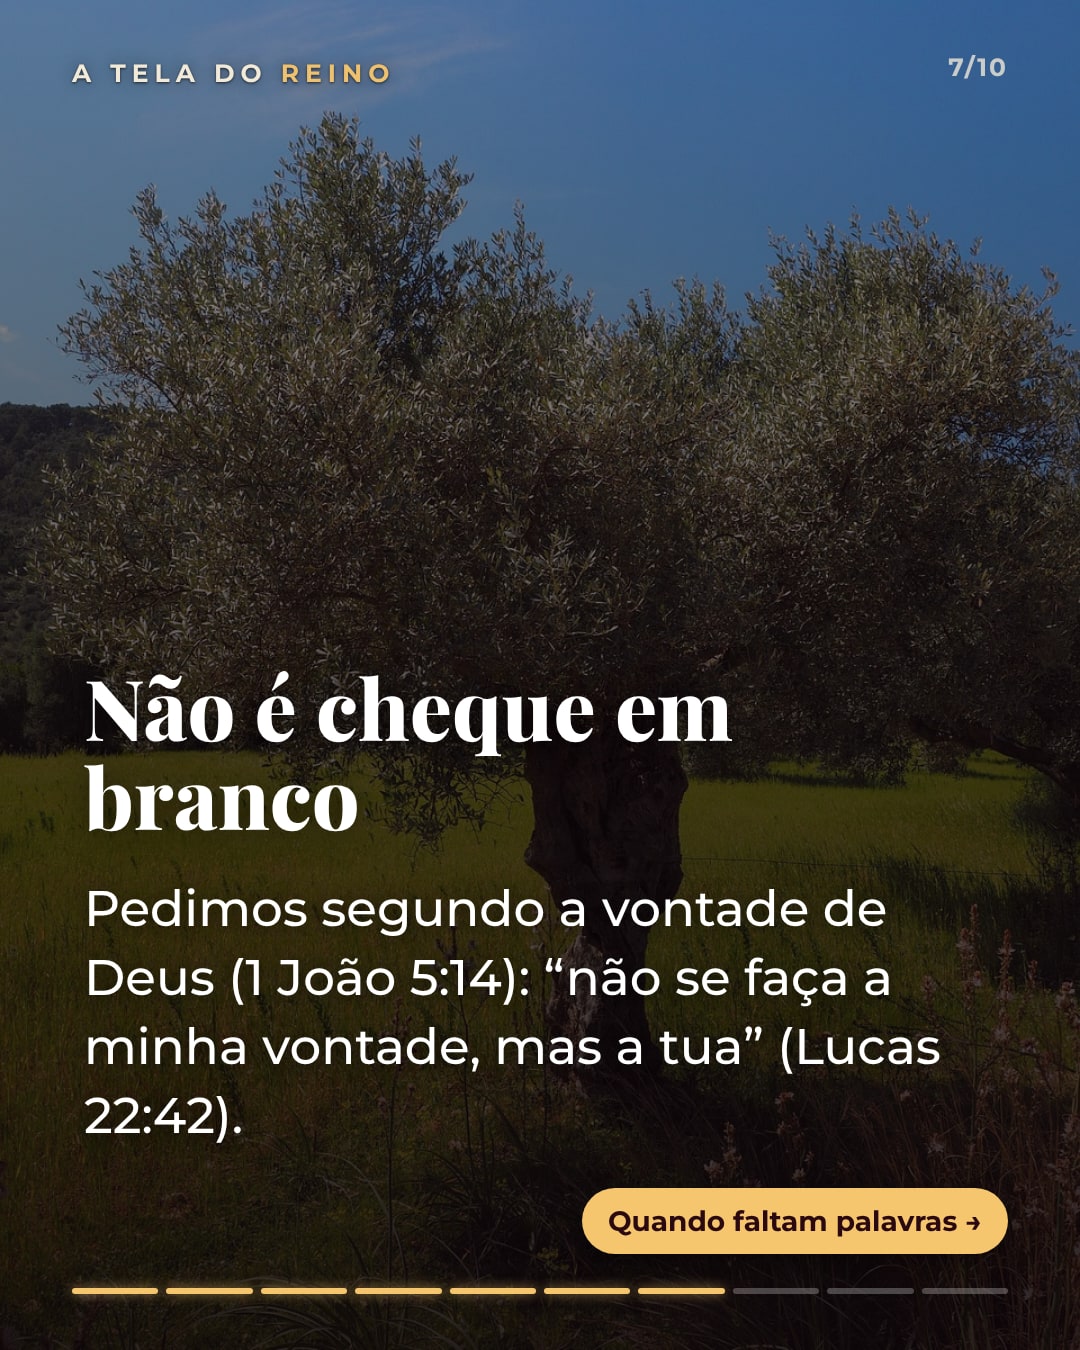 A TELA DO REINO
7/10
Não é cheque em
branco
Pedimos segundo a vontade de
Deus (1 João 5:14): “não se faça a
minha vontade, mas a tua” (Lucas
22:42).
Quando faltam palavras →